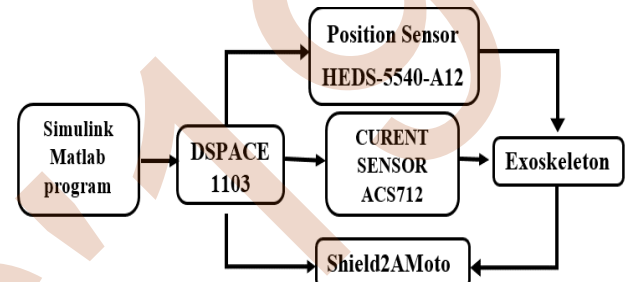 Position Sensor
HEDS-5540-A12
Simulink
Matlab
program
DSPACE
1103
CURENT
SENSOR
ACS712
Exoskeleton
Shield2AMoto